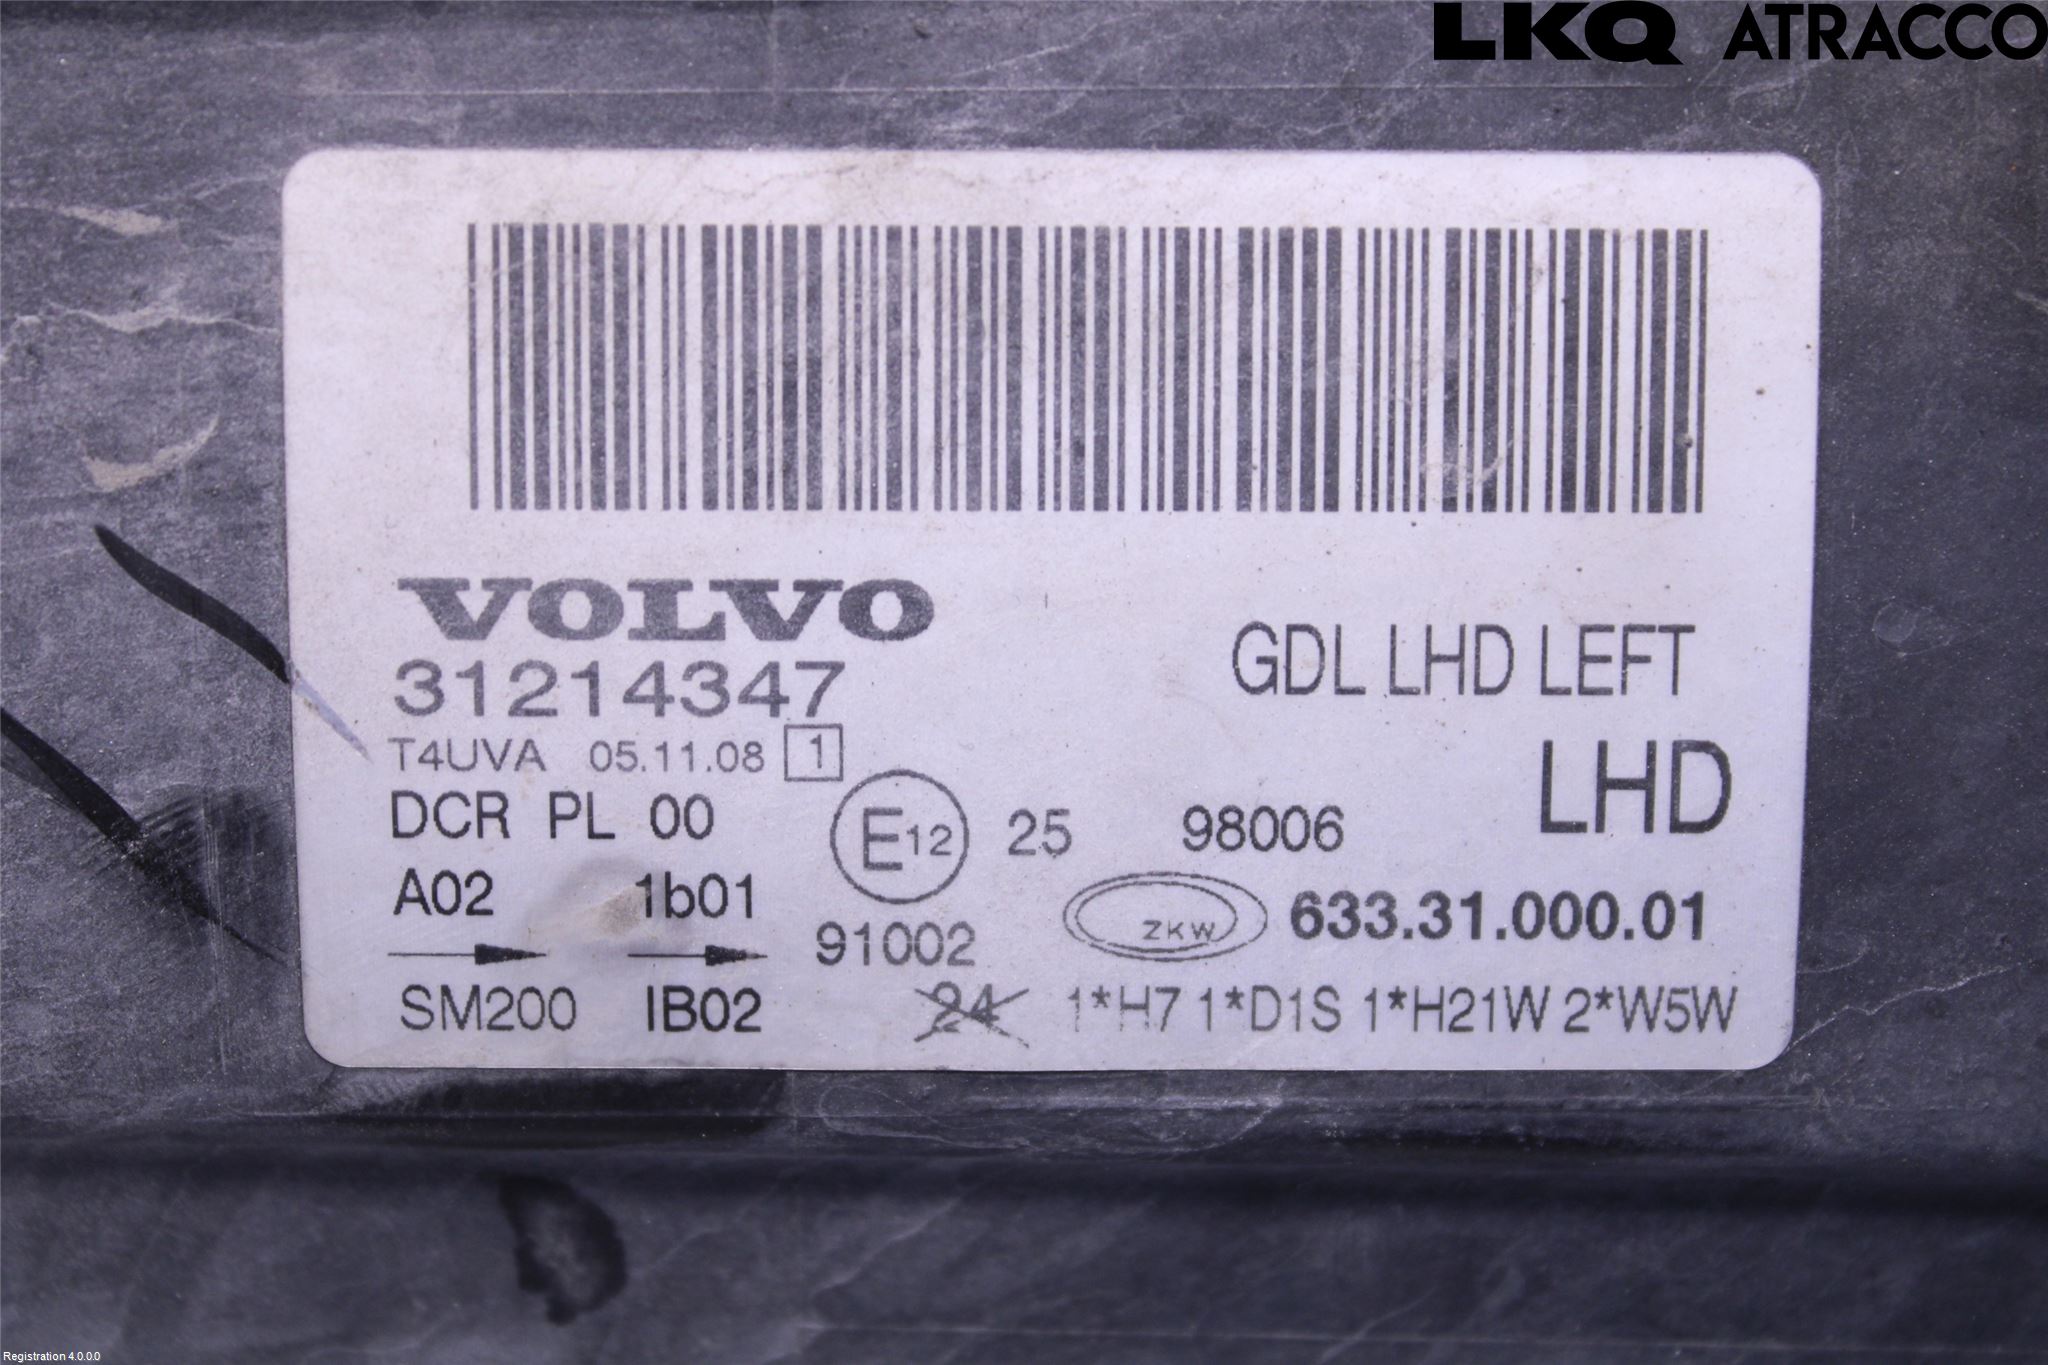 LKQ ATRACCO
VOLVO
31214347
GDL LHD LEFT
T4UVA 05.11.08 1
LHD
DCR PL 00
E12 25 98006
A02 1b01
91002
ZKW 633.31.000.01
SM200 IB02
24 1*H7 1*D1S 1*H21W 2*W5W
Registration 4.0.0.0